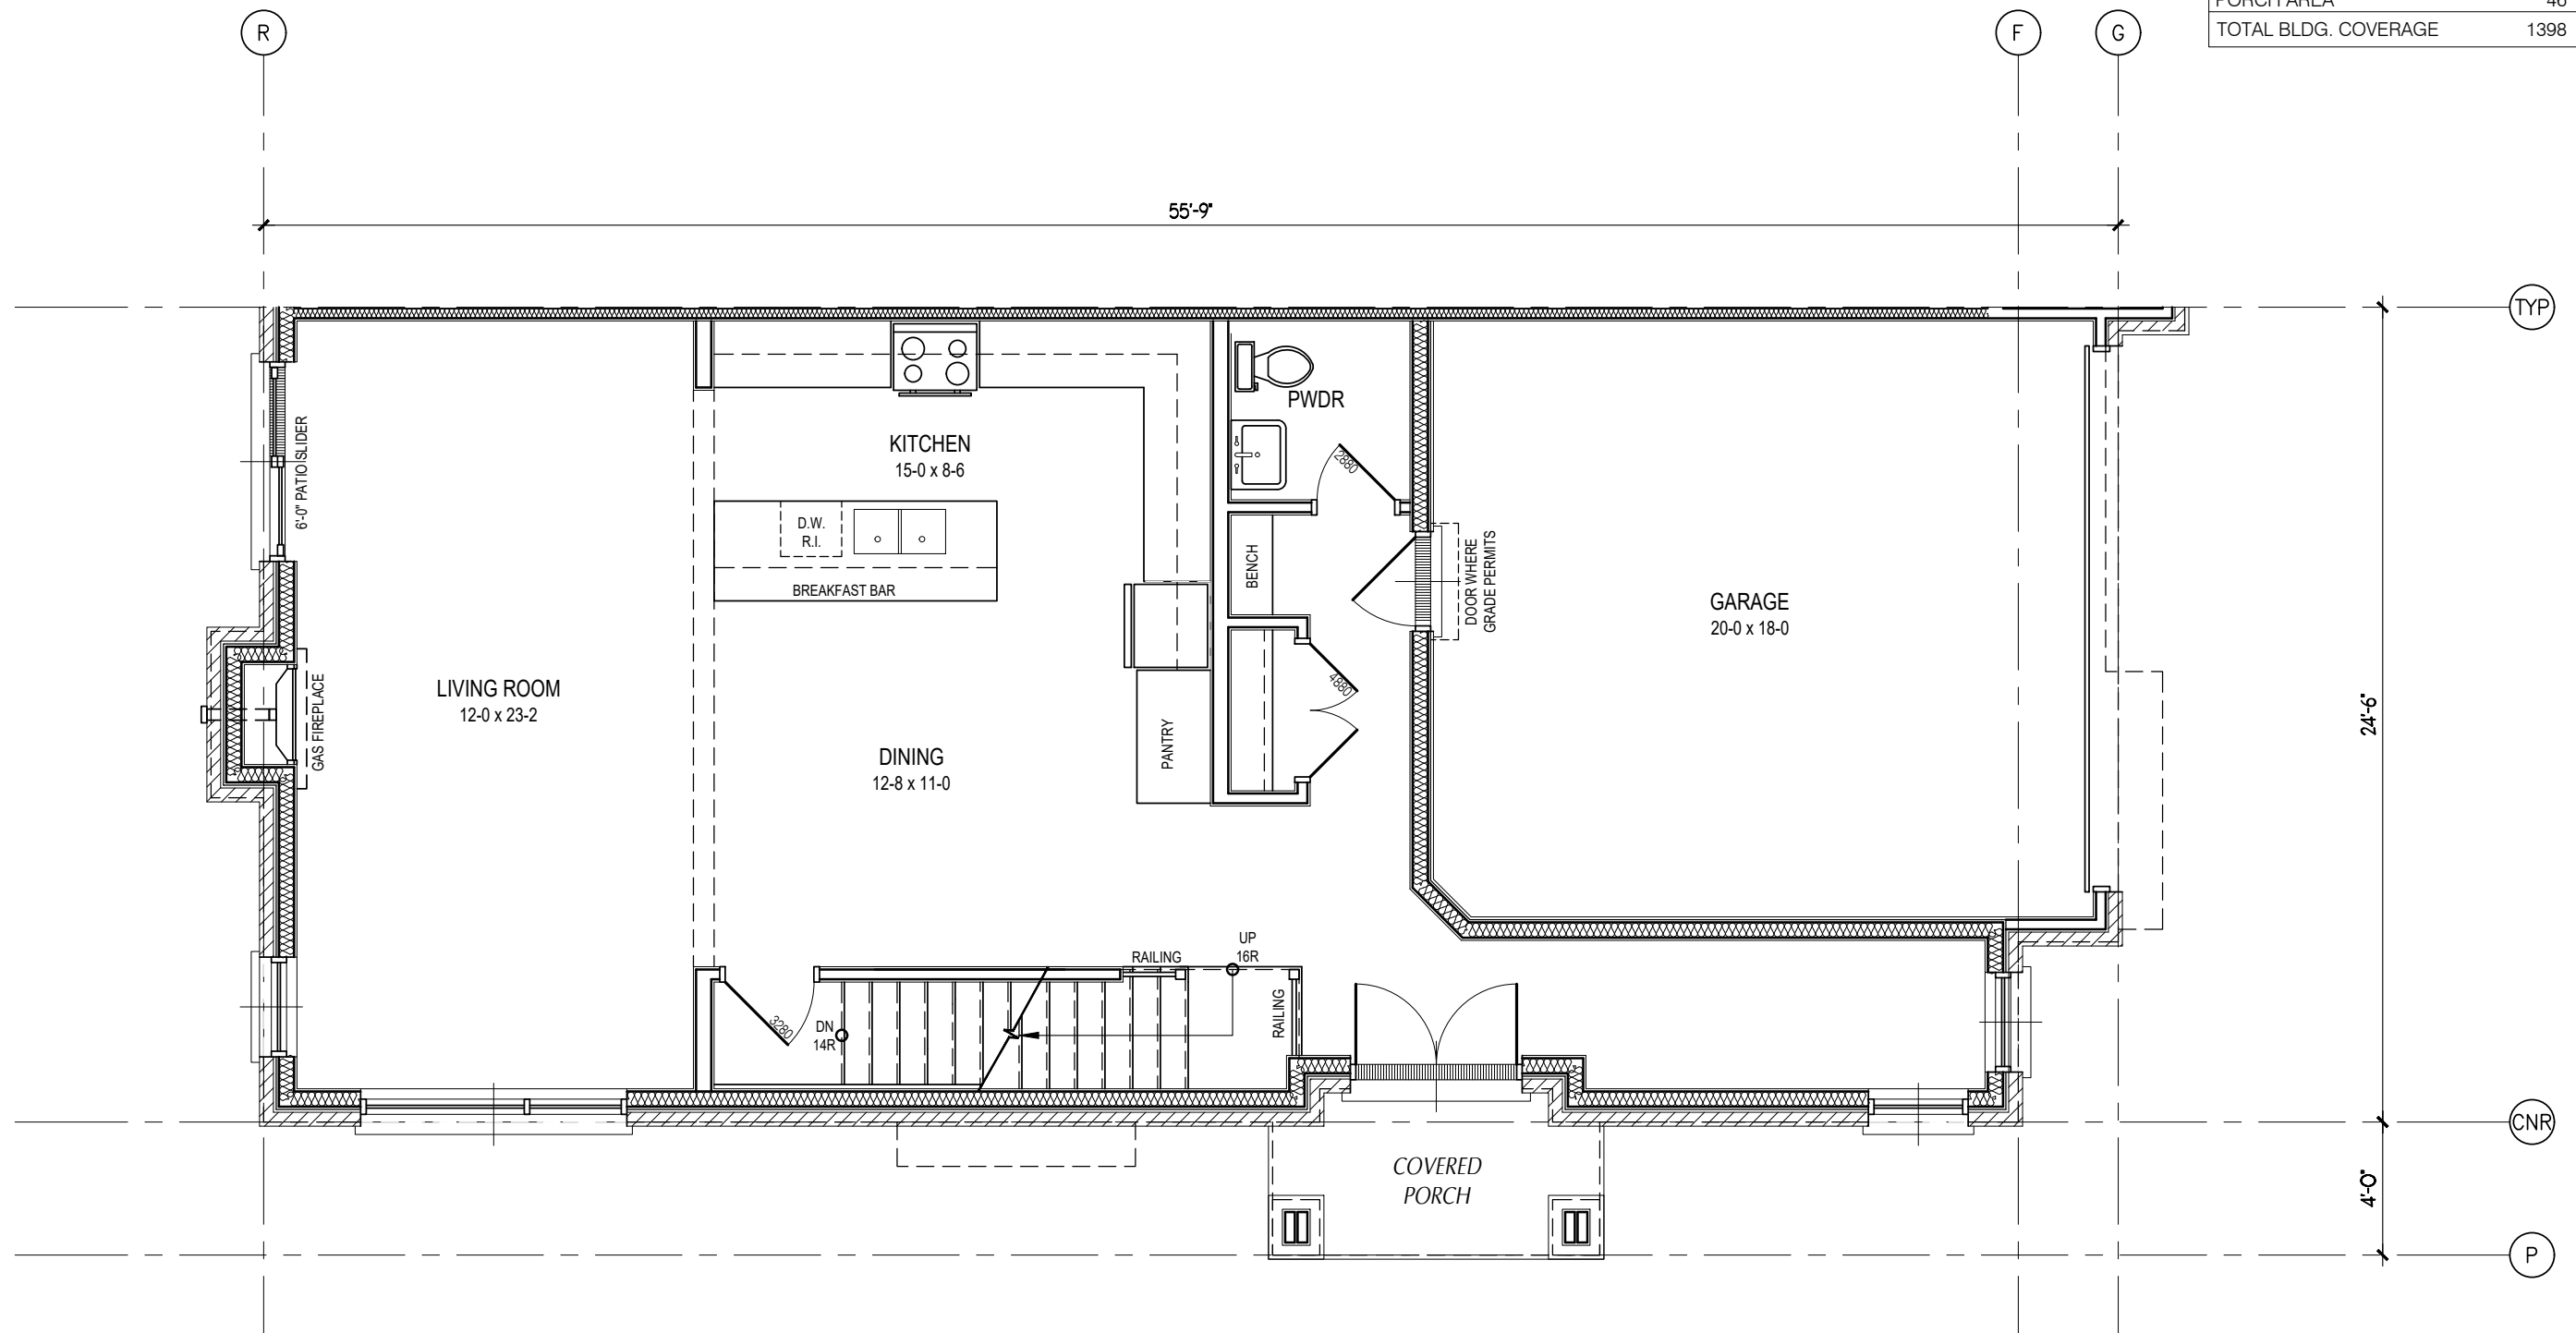 PORCH AREA 46
TOTAL BLDG. COVERAGE 1398
R
F
G
55'-9"
TYP
6'-0" PATIO SLIDER
KITCHEN
15-0 x 8-6
PWDR
2880
D.W.
R.I.
BREAKFAST BAR
BENCH
DOOR WHERE
GRADE PERMITS
GARAGE
20-0 x 18-0
GAS FIREPLACE
LIVING ROOM
12-0 x 23-2
DINING
12-8 x 11-0
PANTRY
4880
24'-6"
3280
DN
14R
RAILING
UP
16R
RAILING
CNR
COVERED
PORCH
4'-0"
P